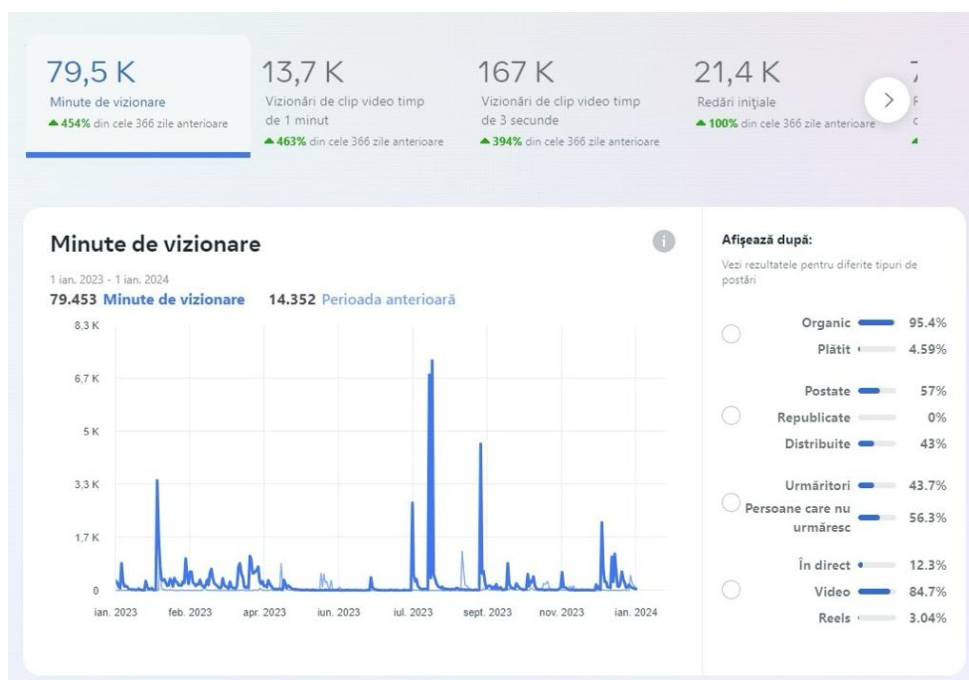 79,5 K
Minute de vizionare
454% din cele 366 zile anterioare
13,7 K
Vizionări de clip video timp
de 1 minut
463% din cele 366 zile anterioare
167 K
Vizionări de clip video timp
de 3 secunde
394% din cele 366 zile anterioare
21,4 K
Redări inițiale
100% din cele 366 zile anterioare
Minute de vizionare
1 ian. 2023 - 1 ian. 2024
79.453 Minute de vizionare 14.352 Perioada anterioară
8,3 K
6,7 K
5 K
3,3 K
1,7 K
0
ian. 2023 feb. 2023 apr. 2023 iun. 2023 iul. 2023 sept. 2023 nov. 2023 ian. 2024
Afișează după:
Vezi rezultatele pentru diferite tipuri de
postări
Organic 95.4%
Plătit 4.59%
Postate 57%
Republicate 0%
Distribuite 43%
Urmăritori 43.7%
Persoane care nu
urmăresc 56.3%
În direct 12.3%
Video 84.7%
Reels 3.04%